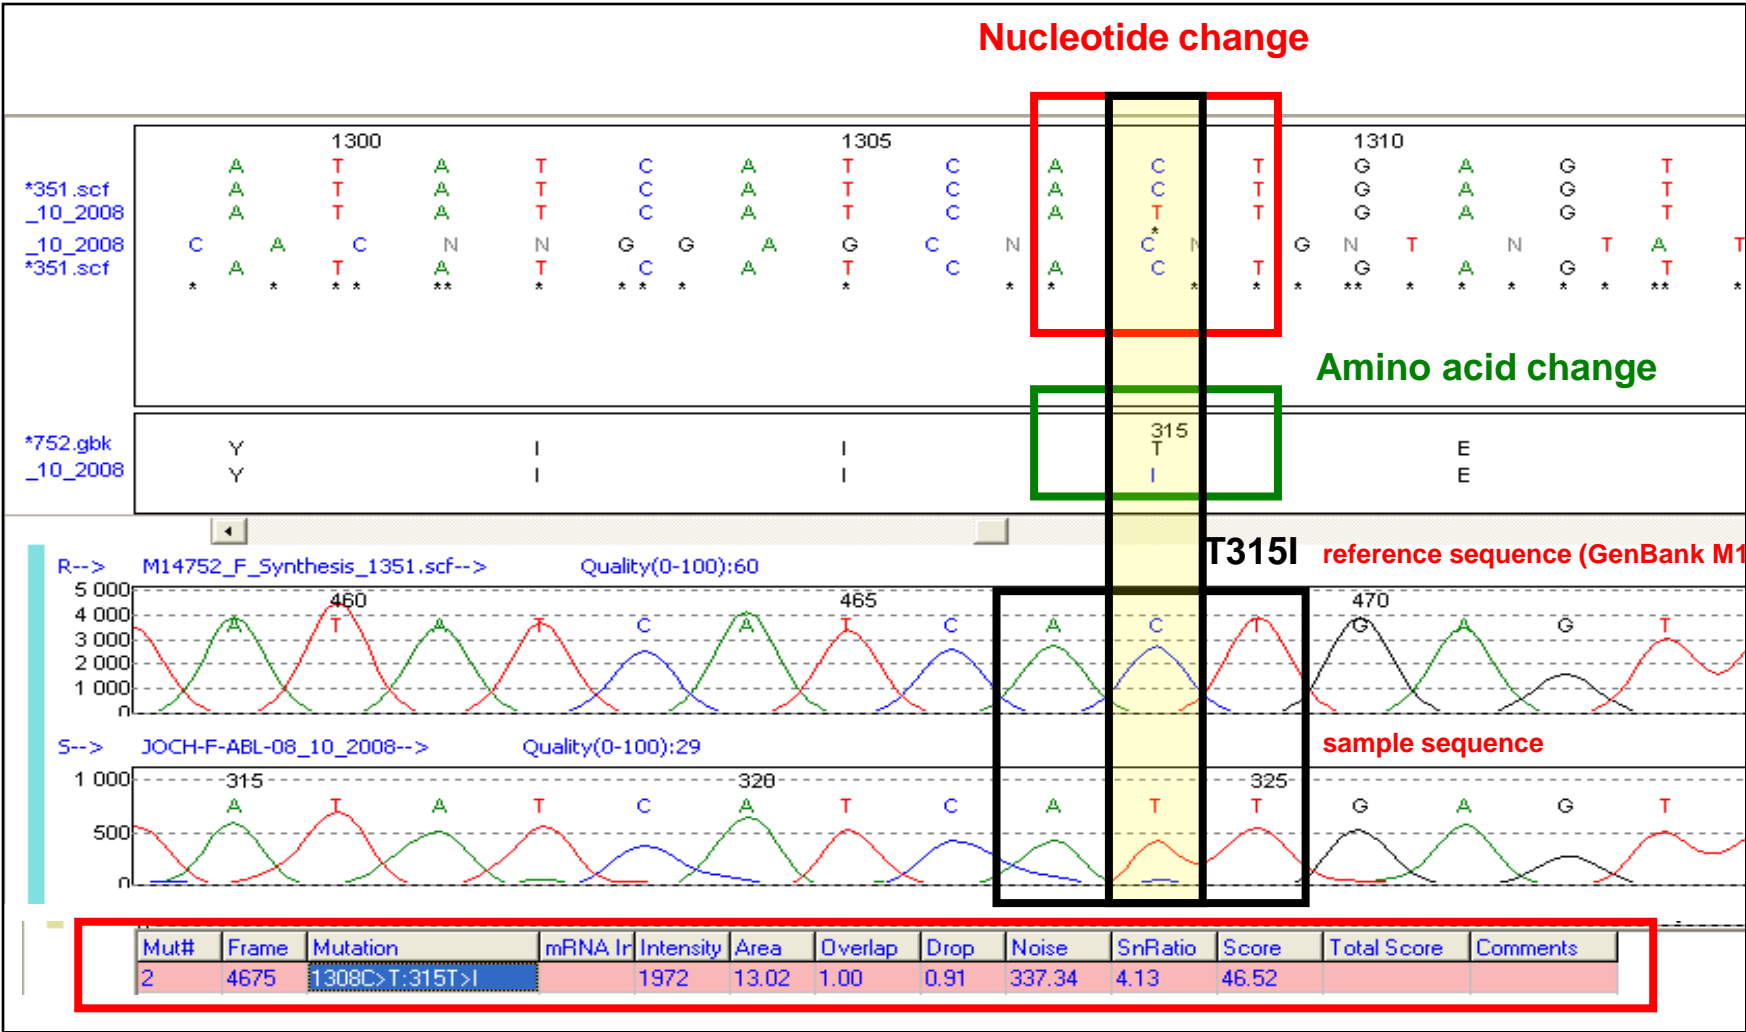 Nucleotide change
1300 1305 1310
A T A T C A T C A C T G A G T
*351.scf A T A T C A T C A C T G A G T
_10_2008 A T A T C A T C A T T G A G T
*
_10_2008 C A C N N G G A G C N C N G N T N T A T
*351.scf A T A T C A T C A C T G A G T
* * * * ** * * * * * * * * * * ** * * * * * ** *
Amino acid change
315
*752.gbk Y I I T E
_10_2008 Y I I I E
T315I reference sequence (GenBank M1
R--> M14752_F_Synthesis_1351.scf--> Quality(0-100):60
5 000
460 465 470
4 000
A T A T C A T C A C T G A G T
3 000
2 000
1 000
0
S--> JOCH-F-ABL-08_10_2008--> Quality(0-100):29 sample sequence
1 000 315 320 325
A T A T C A T C A T T G A G T
500
0
Mut# Frame Mutation mRNA Ir Intensity Area Overlap Drop Noise SnRatio Score Total Score Comments
2 4675 1308C>T:315T>I 1972 13.02 1.00 0.91 337.34 4.13 46.52